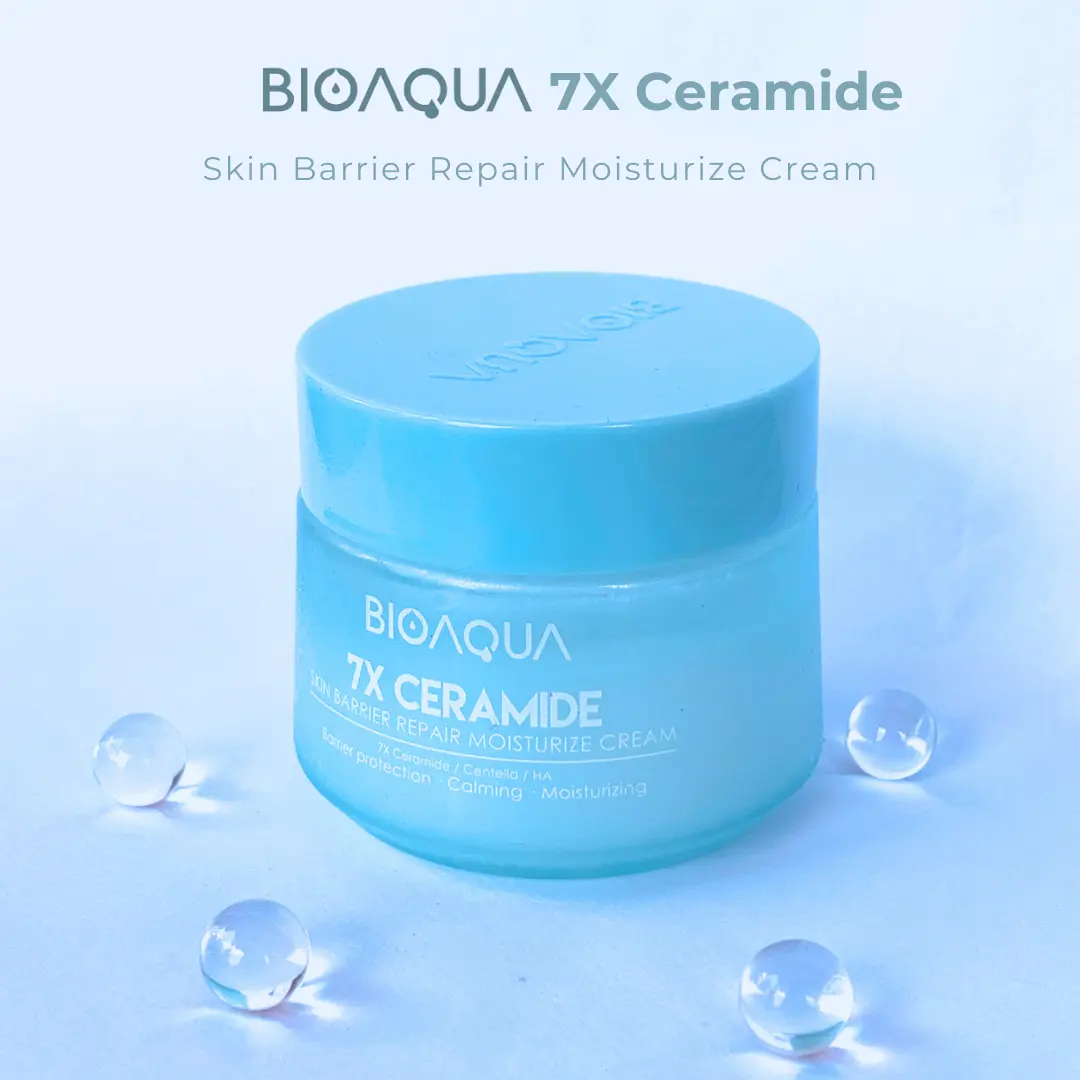 BIOAQUA 7X Ceramide
Skin Barrier Repair Moisturize Cream
BIOAQUA
BIOAQUA
7X CERAMIDE
SKIN BARRIER REPAIR MOISTURIZE CREAM
7X Ceramide / Centella / HA
Barrier protection · Calming · Moisturizing